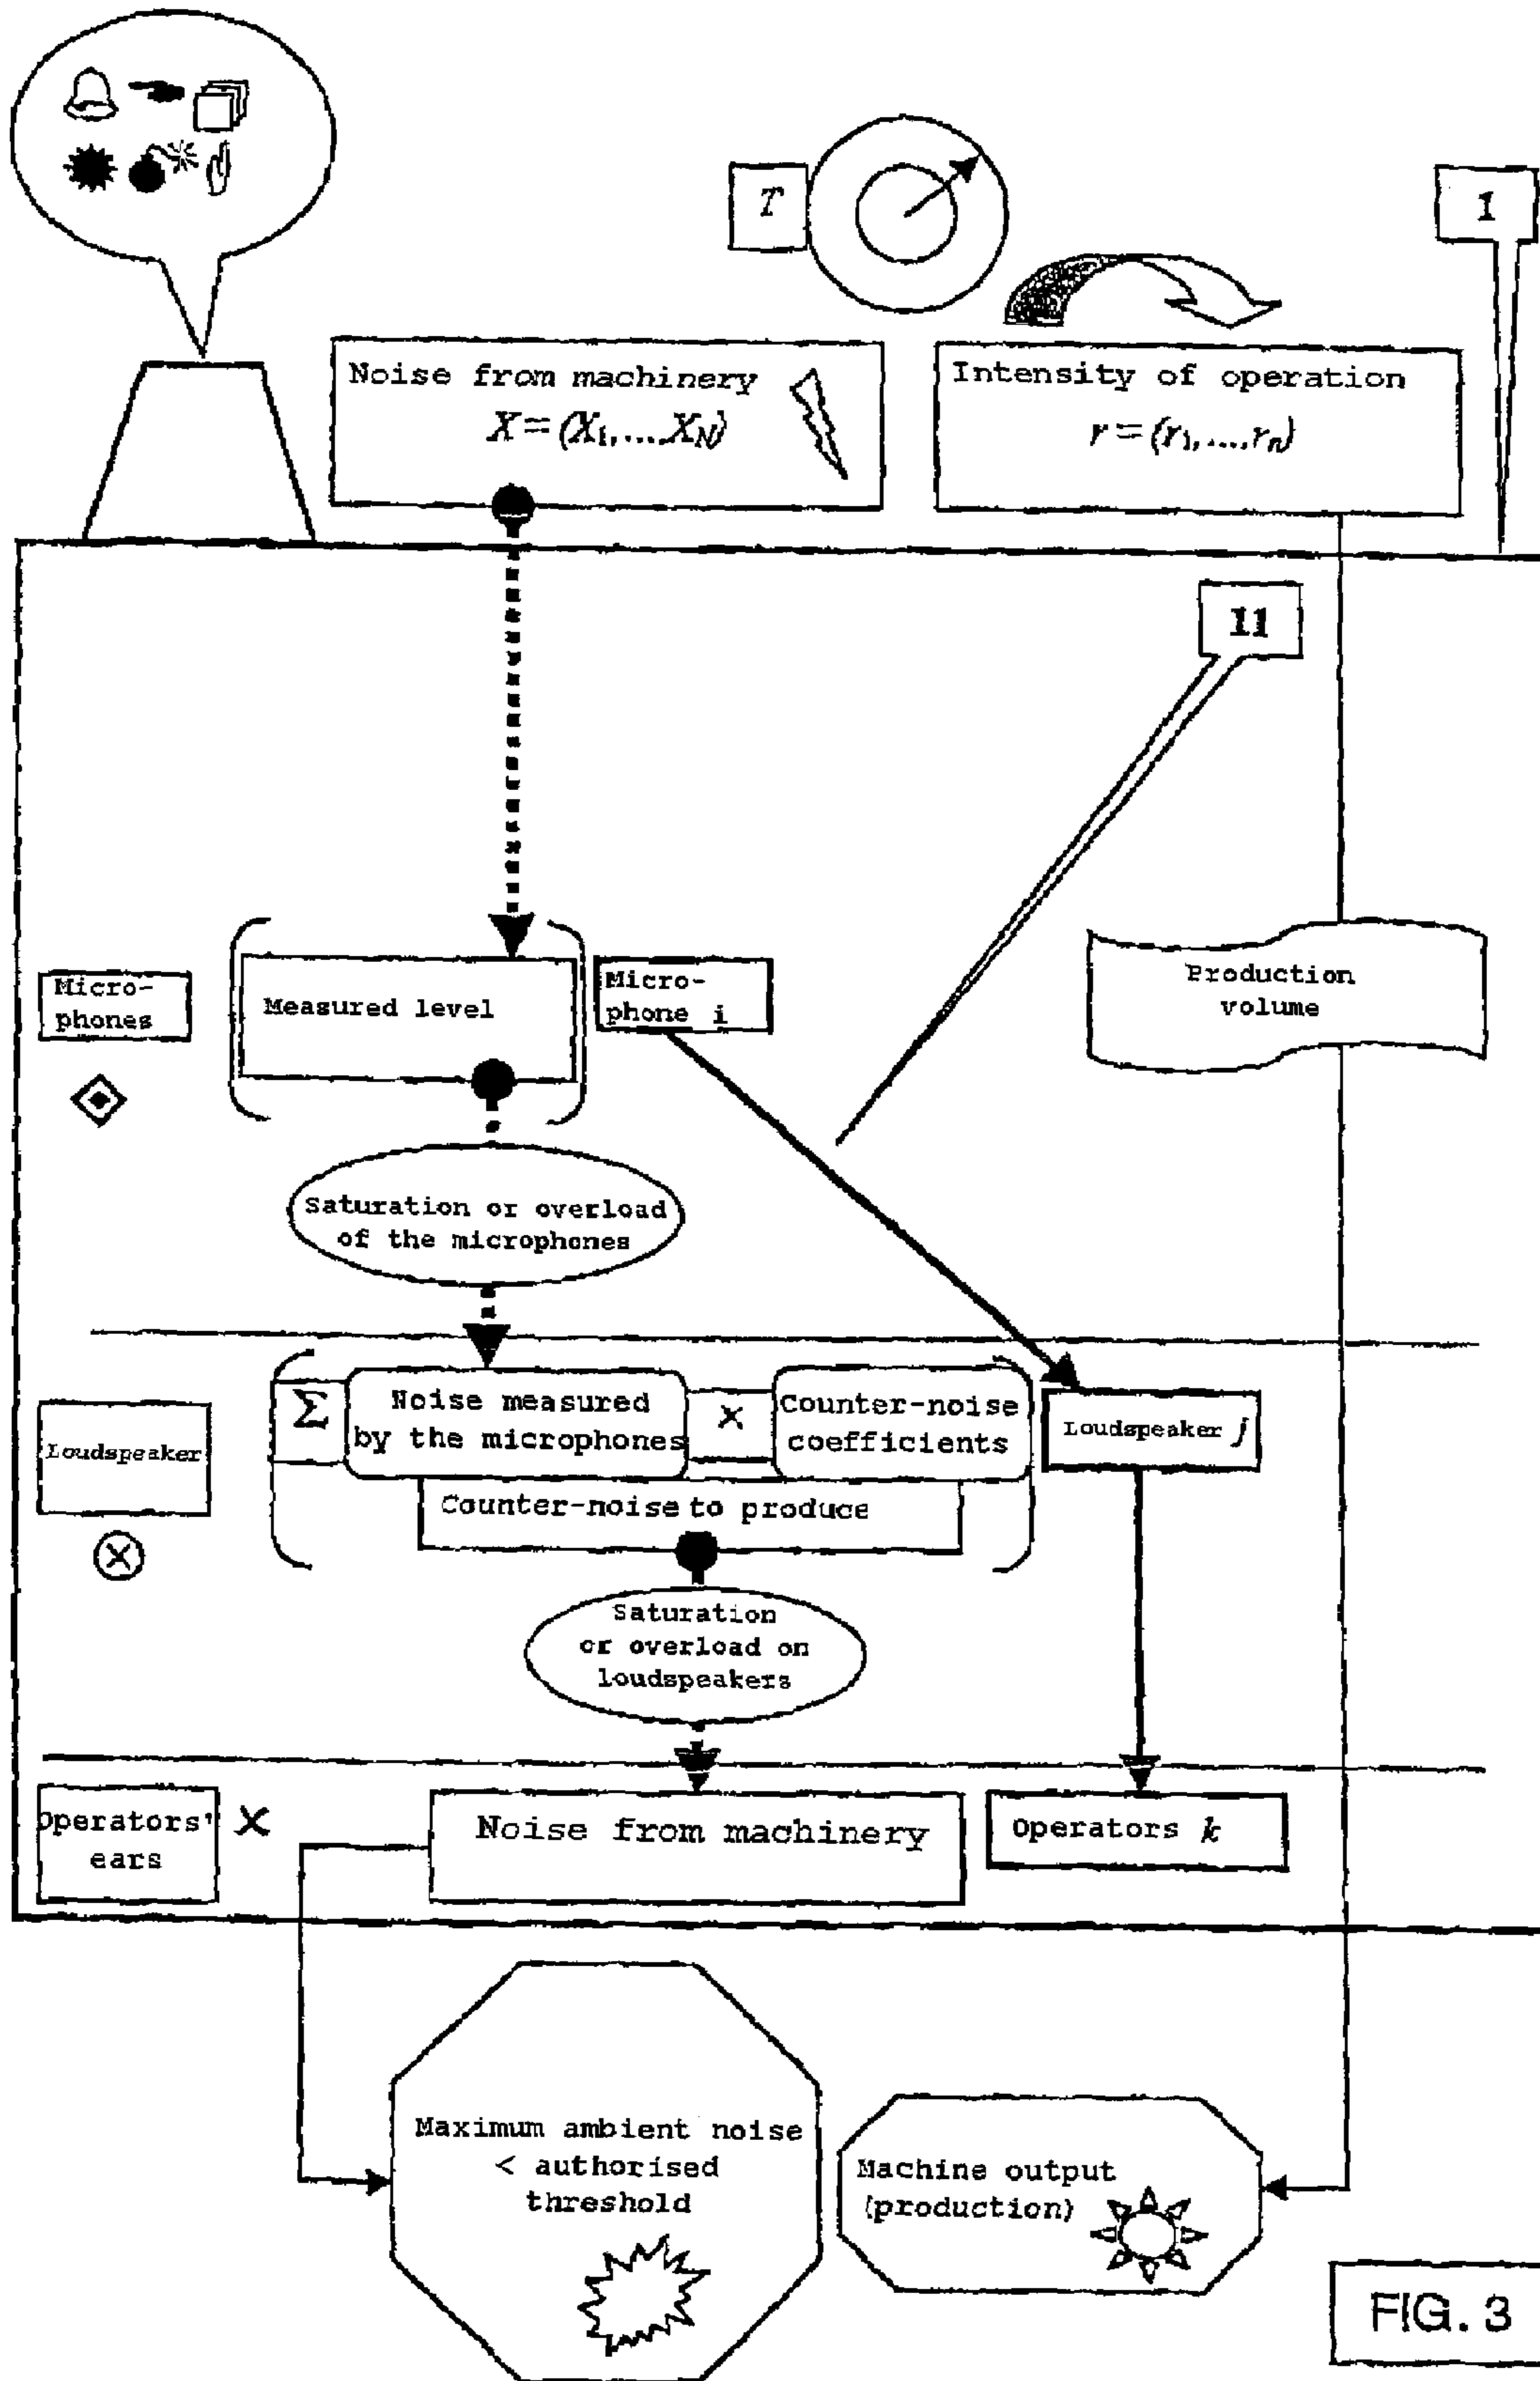 T
1
Noise from machinery
X = (X1,...XN)
Intensity of operation
r = (r1,...,rn)
11
Micro-
phones
Measured level
Micro-
phone i
Production
volume
Saturation or overload
of the microphones
Loudspeaker
Σ
Noise measured
by the microphones
×
Counter-noise
coefficients
Loudspeaker j
Counter-noise to produce
Saturation
or overload on
loudspeakers
Operators'
ears
X
Noise from machinery
Operators k
Maximum ambient noise
< authorised
threshold
Machine output
(production)
FIG. 3